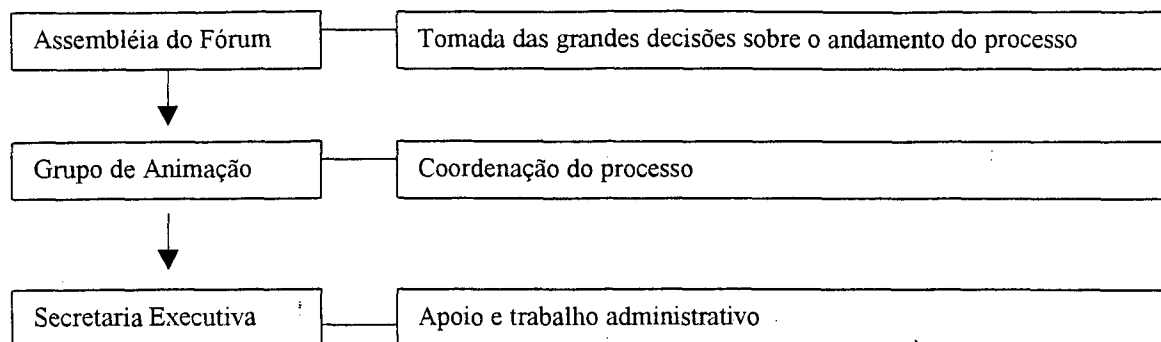 Assembléia do Fórum
Tomada das grandes decisões sobre o andamento do processo
Grupo de Animação
Coordenação do processo
Secretaria Executiva
Apoio e trabalho administrativo